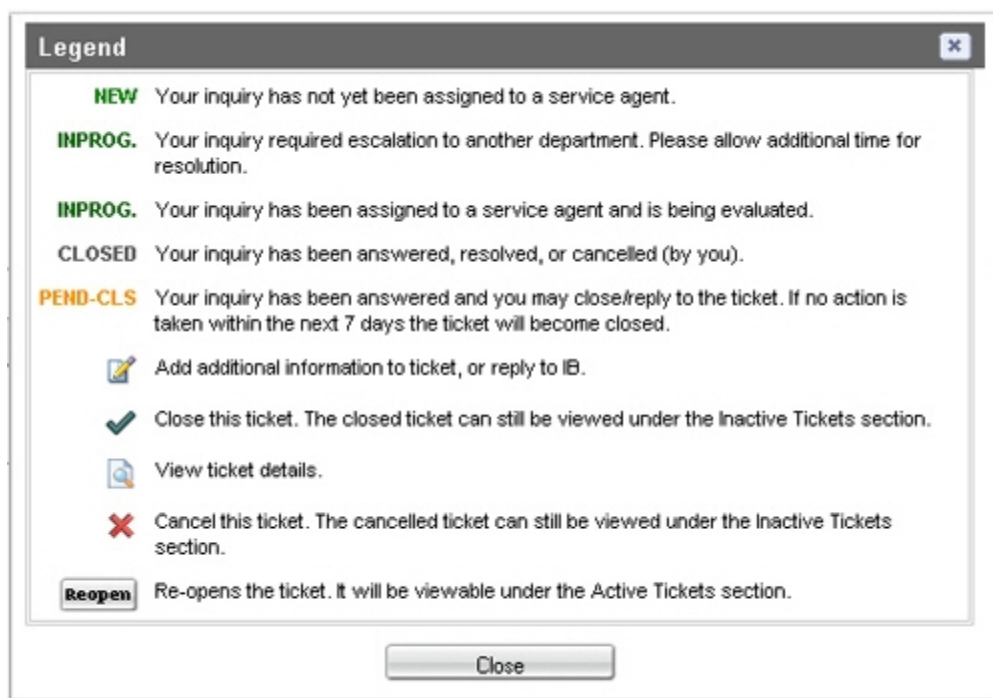 Legend
NEW Your inquiry has not yet been assigned to a service agent.
INPROG. Your inquiry required escalation to another department. Please allow additional time for
resolution.
INPROG. Your inquiry has been assigned to a service agent and is being evaluated.
CLOSED Your inquiry has been answered, resolved, or cancelled (by you).
PEND-CLS Your inquiry has been answered and you may close/reply to the ticket. If no action is
taken within the next 7 days the ticket will become closed.
Add additional information to ticket, or reply to IB.
Close this ticket. The closed ticket can still be viewed under the Inactive Tickets section.
View ticket details.
Cancel this ticket. The cancelled ticket can still be viewed under the Inactive Tickets
section.
Reopen Re-opens the ticket. It will be viewable under the Active Tickets section.
Close